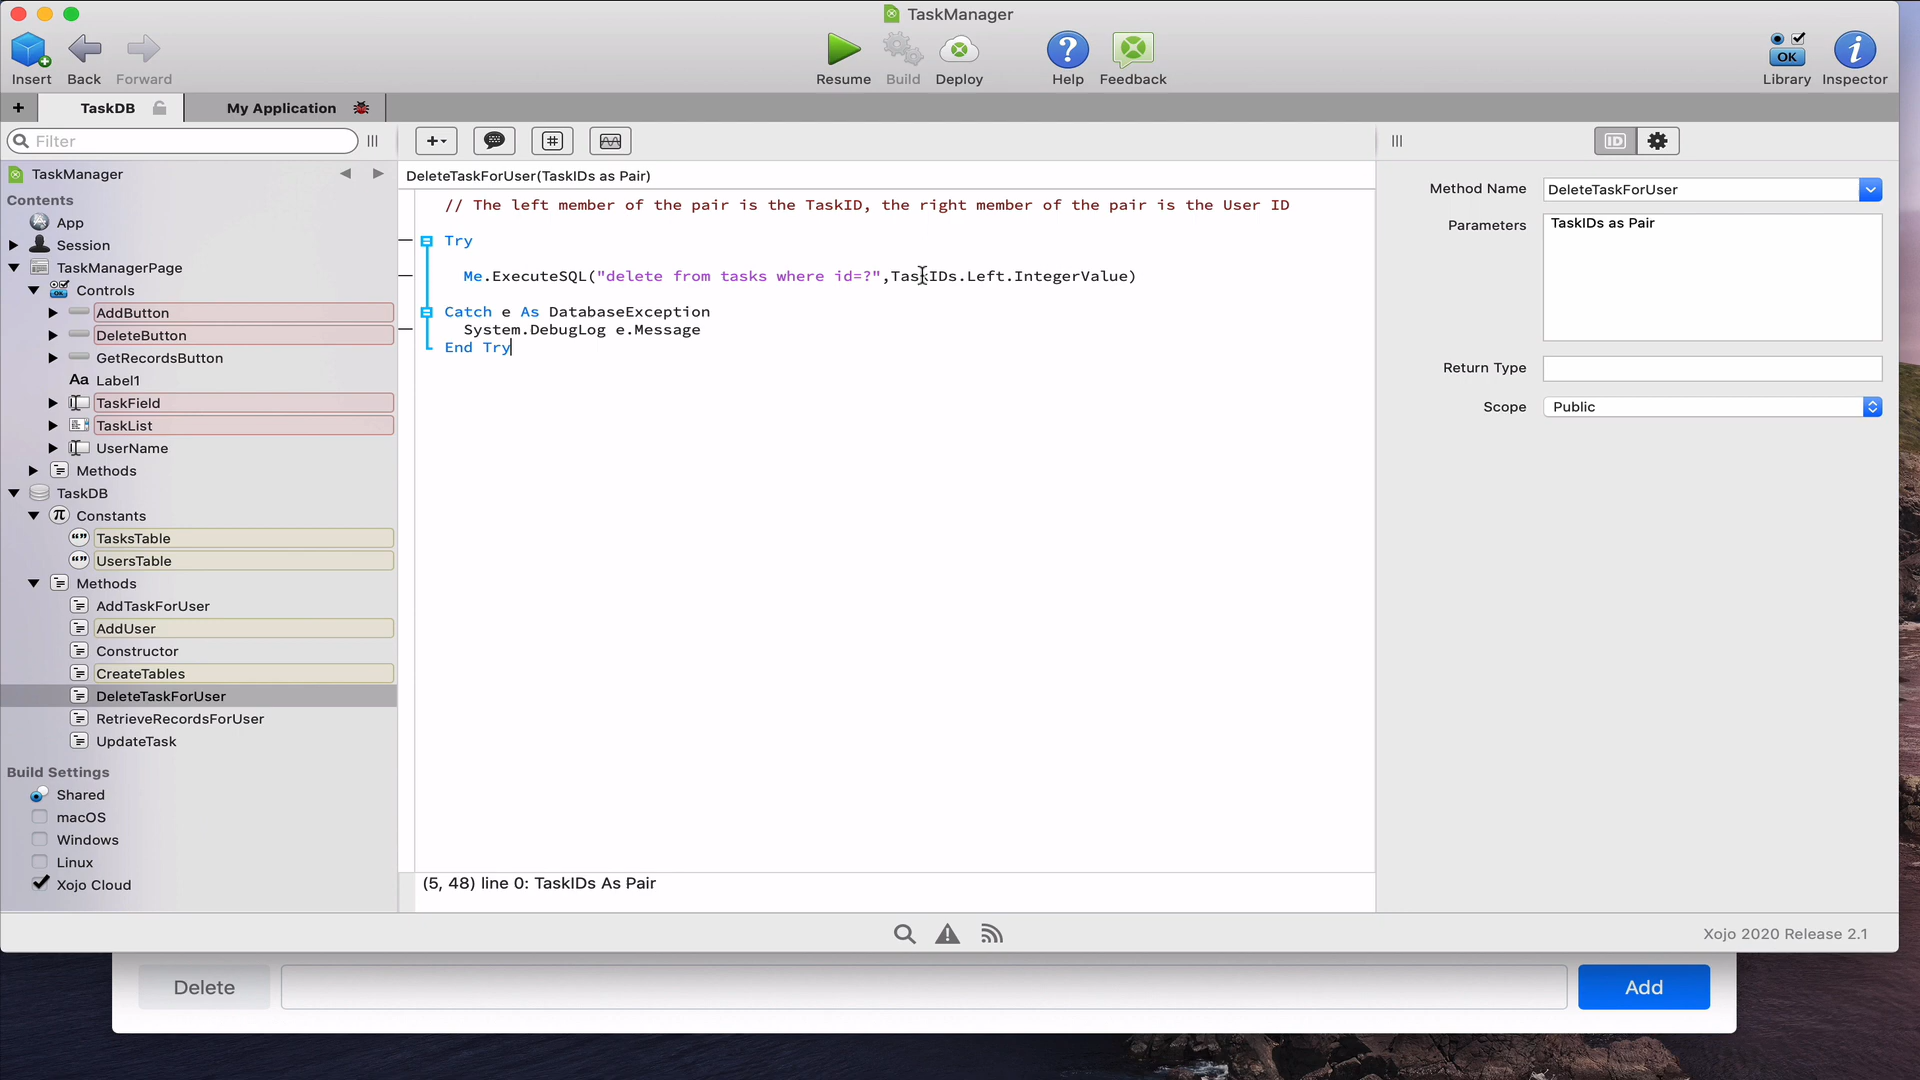 TaskManager
Insert
Back
Forward
Resume
Build
Deploy
Help
Feedback
Library
Inspector
TaskDB
My Application
Filter
TaskManager
Contents
App
Session
TaskManagerPage
Controls
AddButton
DeleteButton
GetRecordsButton
Aa Label1
TaskField
TaskList
UserName
Methods
TaskDB
Constants
TasksTable
UsersTable
Methods
AddTaskForUser
AddUser
Constructor
CreateTables
DeleteTaskForUser
RetrieveRecordsForUser
UpdateTask
Build Settings
Shared
macOS
Windows
Linux
Xojo Cloud
DeleteTaskForUser(TaskIDs as Pair)
// The left member of the pair is the TaskID, the right member of the pair is the User ID
Try
Me.ExecuteSQL("delete from tasks where id=?",TaskIDs.Left.IntegerValue)
Catch e As DatabaseException
System.DebugLog e.Message
End Try
(5, 48) line 0: TaskIDs As Pair
ID
Method Name DeleteTaskForUser
Parameters TaskIDs as Pair
Return Type
Scope Public
Xojo 2020 Release 2.1
Delete
Add